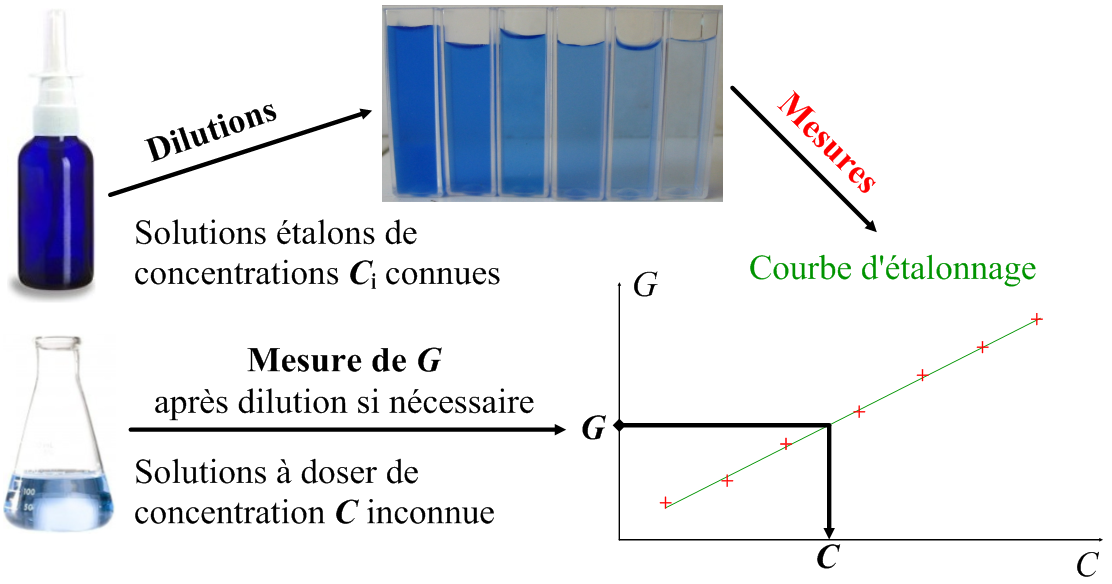 Dilutions
Mesures
Solutions étalons de
concentrations Ci connues
Courbe d'étalonnage
G
Mesure de G
après dilution si nécessaire
G
Solutions à doser de
concentration C inconnue
C
C